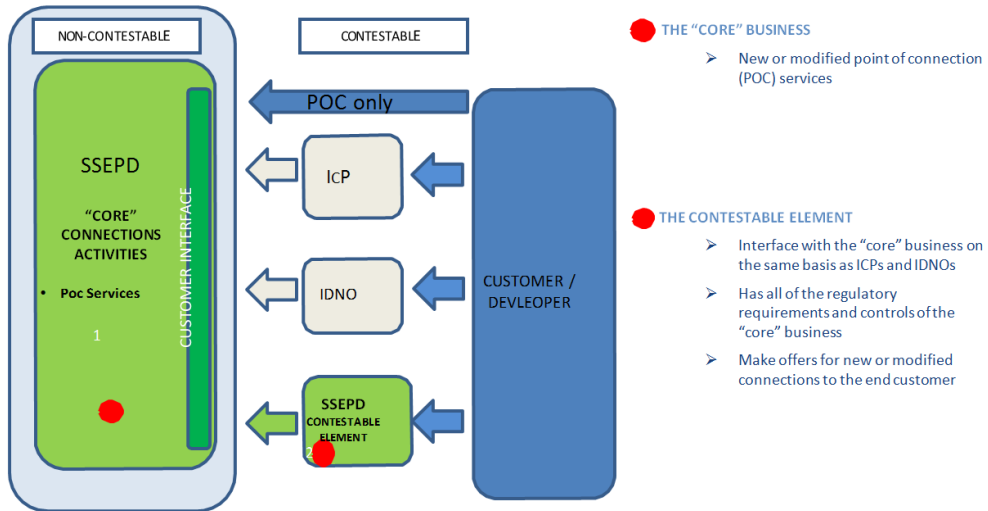 NON-CONTESTABLE
CONTESTABLE
POC only
SSEPD
"CORE"
CONNECTIONS
ACTIVITIES
• Poc Services
1
CUSTOMER INTERFACE
ICP
IDNO
SSEPD
CONTESTABLE
ELEMENT
2
CUSTOMER /
DEVLEOPER
THE “CORE” BUSINESS
➢ New or modified point of connection
(POC) services
THE CONTESTABLE ELEMENT
➢ Interface with the “core” business on
the same basis as ICPs and IDNOs
➢ Has all of the regulatory
requirements and controls of the
“core” business
➢ Make offers for new or modified
connections to the end customer